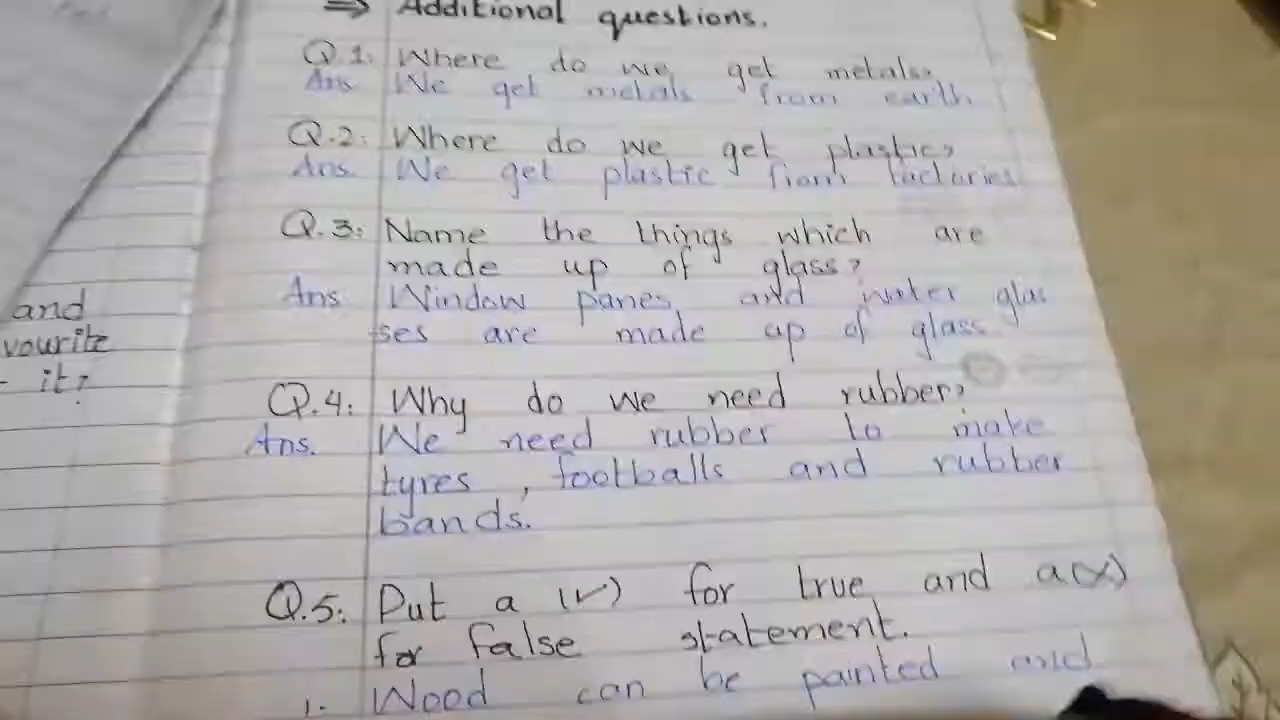 ⇒ Additional questions.
Q.1: Where do we get metals?
Ans We get metals from earth.
Q.2: Where do we get plastic?
Ans We get plastic from factories
Q.3: Name the things which are
made up of glass?
Ans Window panes and water glas
ses are made up of glass
Q.4: Why do we need rubber?
Ans. We need rubber to make
tyres, footballs and rubber
bands.
Q.5: Put a (✓) for true and a (x)
for false statement.
1. Wood can be painted and
and
vourite
- it?